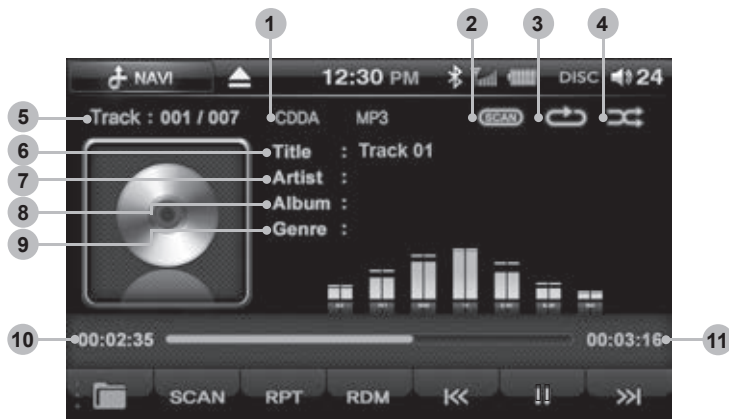 1 2 3 4
NAVI 12:30 PM DISC 24
5 Track : 001 / 007 CDDA MP3 SCAN
6 Title : Track 01
7 Artist :
8 Album :
9 Genre :
10 00:02:35 00:03:16 11
SCAN RPT RDM